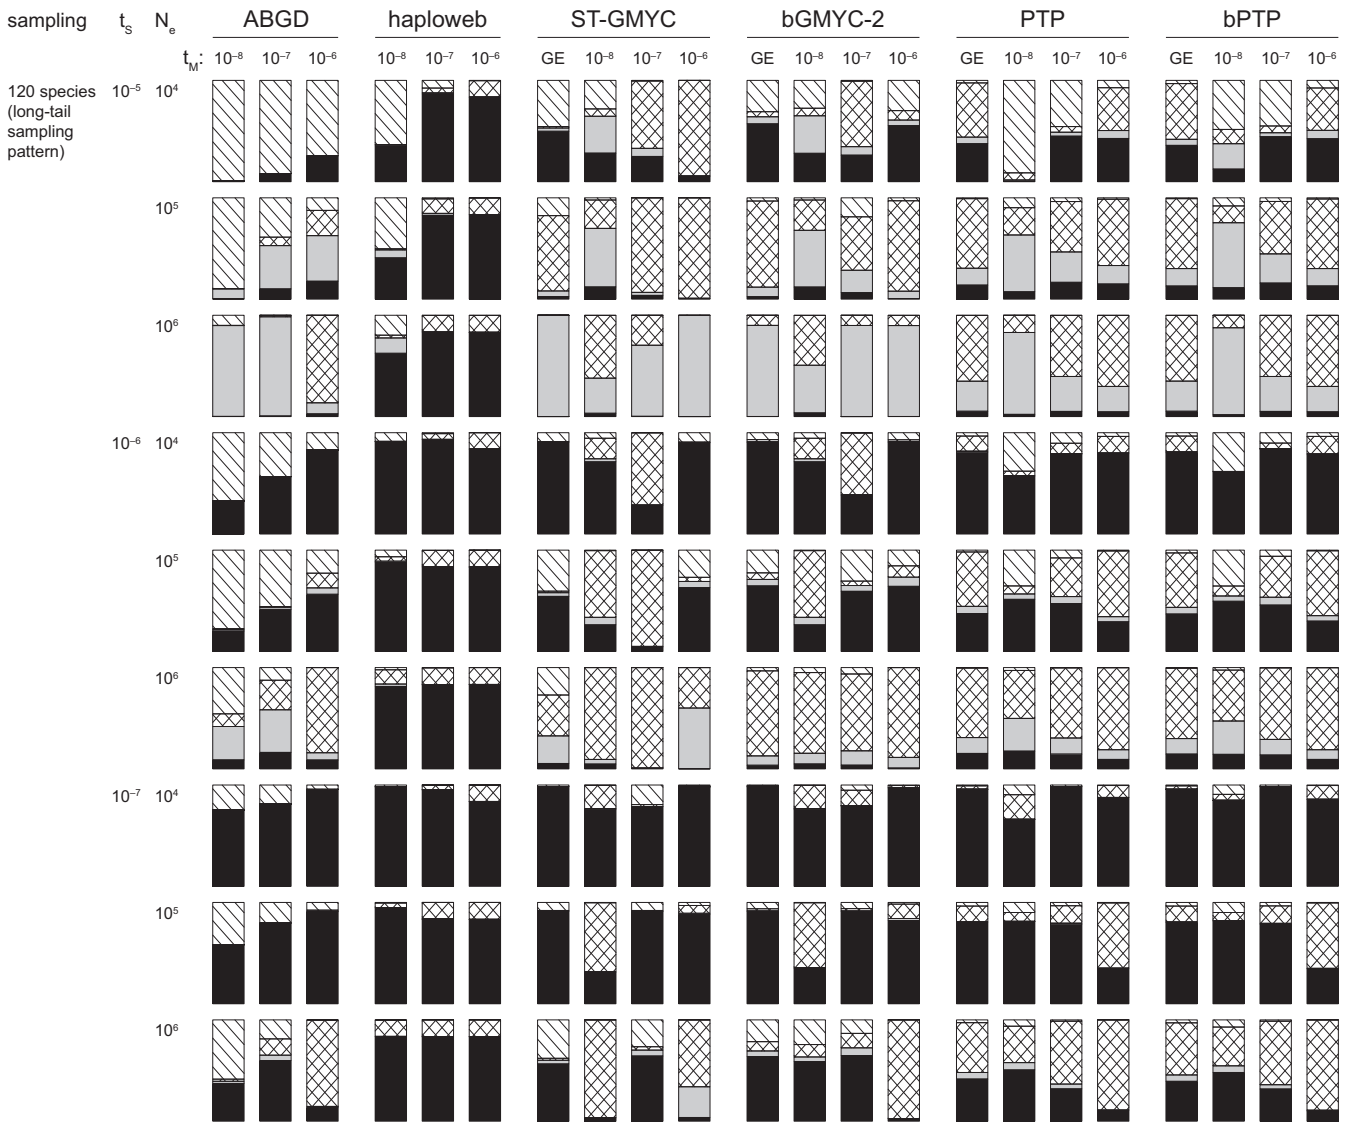 sampling t_S N_e ABGD haploweb ST-GMYC bGMYC-2 PTP bPTP
t_M: 10⁻⁸ 10⁻⁷ 10⁻⁶ 10⁻⁸ 10⁻⁷ 10⁻⁶ GE 10⁻⁸ 10⁻⁷ 10⁻⁶ GE 10⁻⁸ 10⁻⁷ 10⁻⁶ GE 10⁻⁸ 10⁻⁷ 10⁻⁶ GE 10⁻⁸ 10⁻⁷ 10⁻⁶
120 species 10⁻⁵ 10⁴
(long-tail
sampling
pattern)
10⁵
10⁶
10⁻⁶ 10⁴
10⁵
10⁶
10⁻⁷ 10⁴
10⁵
10⁶